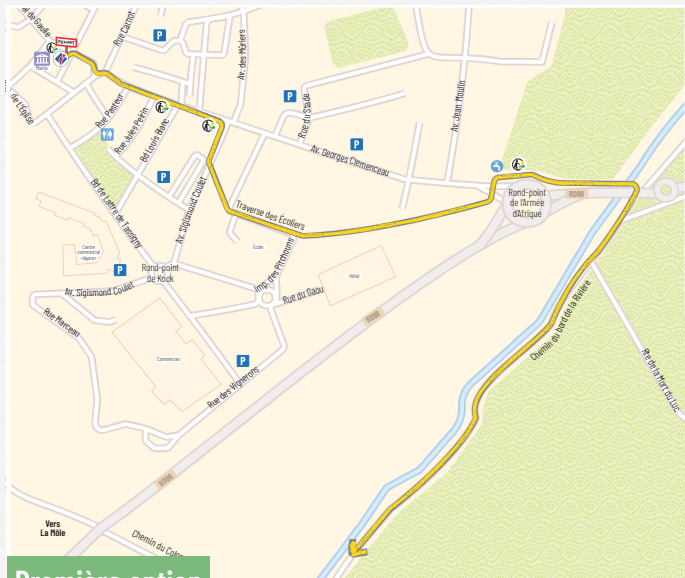 de Gaulle
DÉPART
Mairie
Rue Carnot
P
Av. des Mûriers
de l'Église
Rue Pasteur
Rue Jules Pekin
Bd Louis Blanc
P
Rue du Stade
P
Av. Georges Clemenceau
Av. Jean Moulin
P
Av. Sigismond Coulet
Bd de Lattre de Tassigny
Traverse des Écoliers
Rond-point
de l'Armée
d'Afrique
RD98
École
Centre
commercial
«Agora»
P
Rond-point
de Kock
Imp. des Pitchouns
Hôtel
Av. Sigismond Coulet
Rue du Gaou
Rue Marceau
RD98
Chemin du bord de la Rivière
Commerces
P
Rue des Vignerons
Rte de la Mort du Luc
RD98
Vers
La Môle
Chemin du
Première option